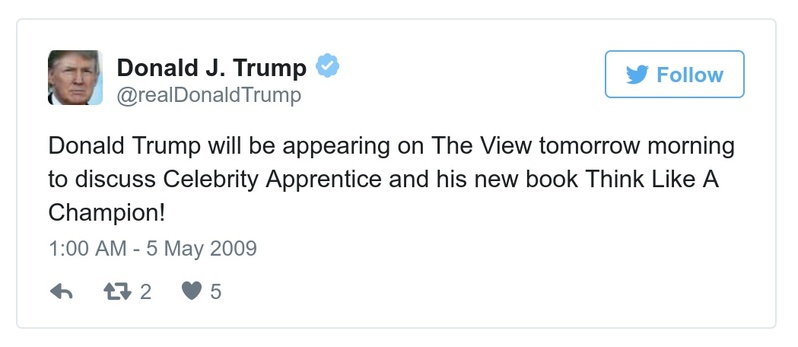 Donald J. Trump
@realDonaldTrump
Follow
Donald Trump will be appearing on The View tomorrow morning
to discuss Celebrity Apprentice and his new book Think Like A
Champion!
1:00 AM - 5 May 2009
2
5